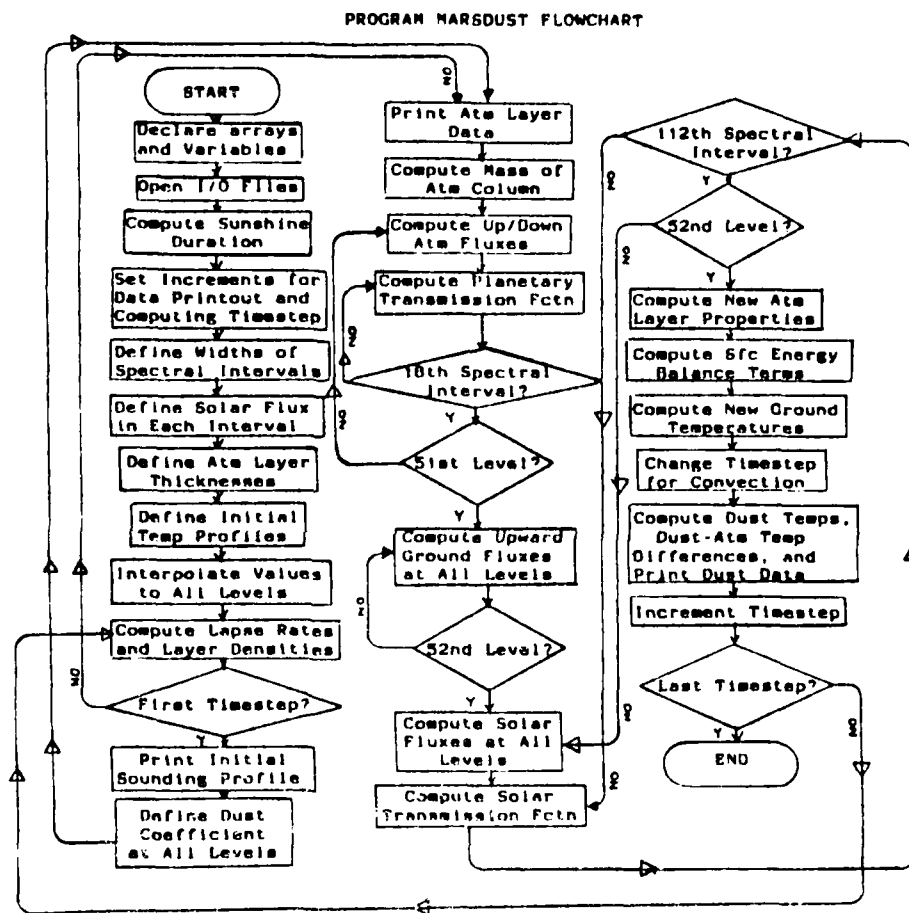 PROGRAM MARSDUST FLOWCHART
START
Declare arrays
and Variables
Open I/O Files
Compute Sunshine
Duration
Set Increments for
Data Printout and
Computing Timestep
Define Widths of
Spectral Intervals
Define Solar Flux
in Each Interval
Define Atm Layer
Thicknesses
Define Initial
Temp Profiles
Interpolate Values
to All Levels
Compute Lapse Rates
and Layer Densities
First Timestep?
NO
Y
Print Initial
Sounding Profile
Define Dust
Coefficient
at All Levels
NO
Print Atm Layer
Data
Compute Mass of
Atm Column
Compute Up/Down
Atm Fluxes
Compute Planetary
Transmission Fctn
NO
18th Spectral
Interval?
NO
Y
51st Level?
Y
Compute Upward
Ground Fluxes
at All Levels
NO
52nd Level?
Y
Compute Solar
Fluxes at All
Levels
Compute Solar
Transmission Fctn
112th Spectral
Interval?
NO
Y
52nd Level?
NO
Y
Compute New Atm
Layer Properties
Compute Sfc Energy
Balance Terms
Compute New Ground
Temperatures
Change Timestep
for Convection
Compute Dust Temps,
Dust-Atm Temp
Differences, and
Print Dust Data
Increment Timestep
Last Timestep?
NO
NO
NO
Y
END